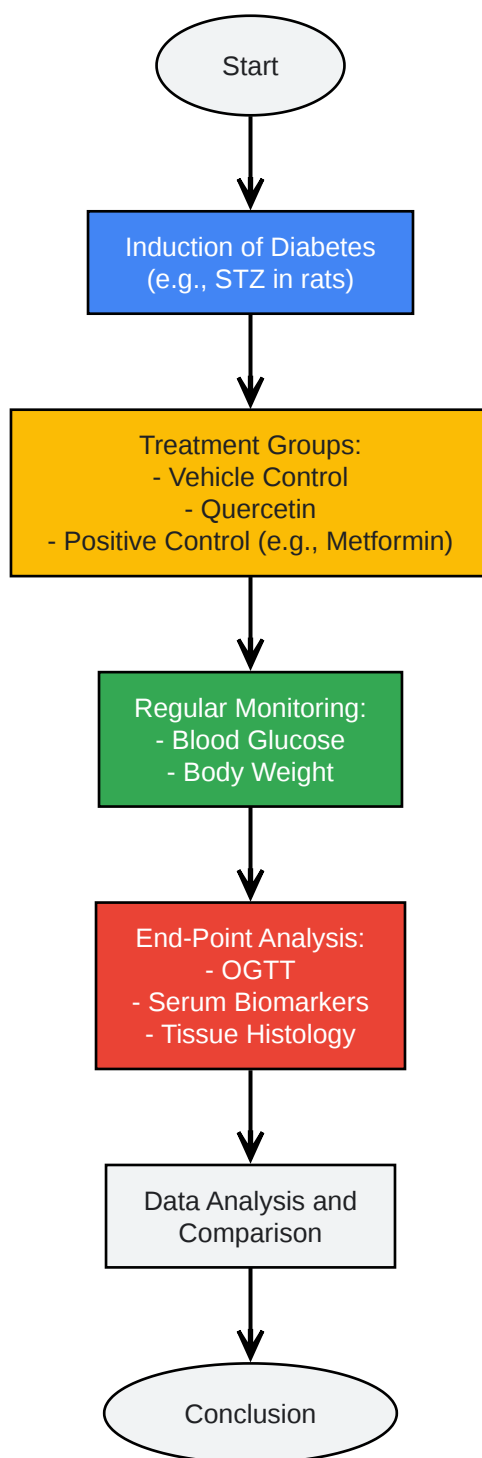 Start
Induction of Diabetes
(e.g., STZ in rats)
Treatment Groups:
- Vehicle Control
- Quercetin
- Positive Control (e.g., Metformin)
Regular Monitoring:
- Blood Glucose
- Body Weight
End-Point Analysis:
- OGTT
- Serum Biomarkers
- Tissue Histology
Data Analysis and
Comparison
Conclusion